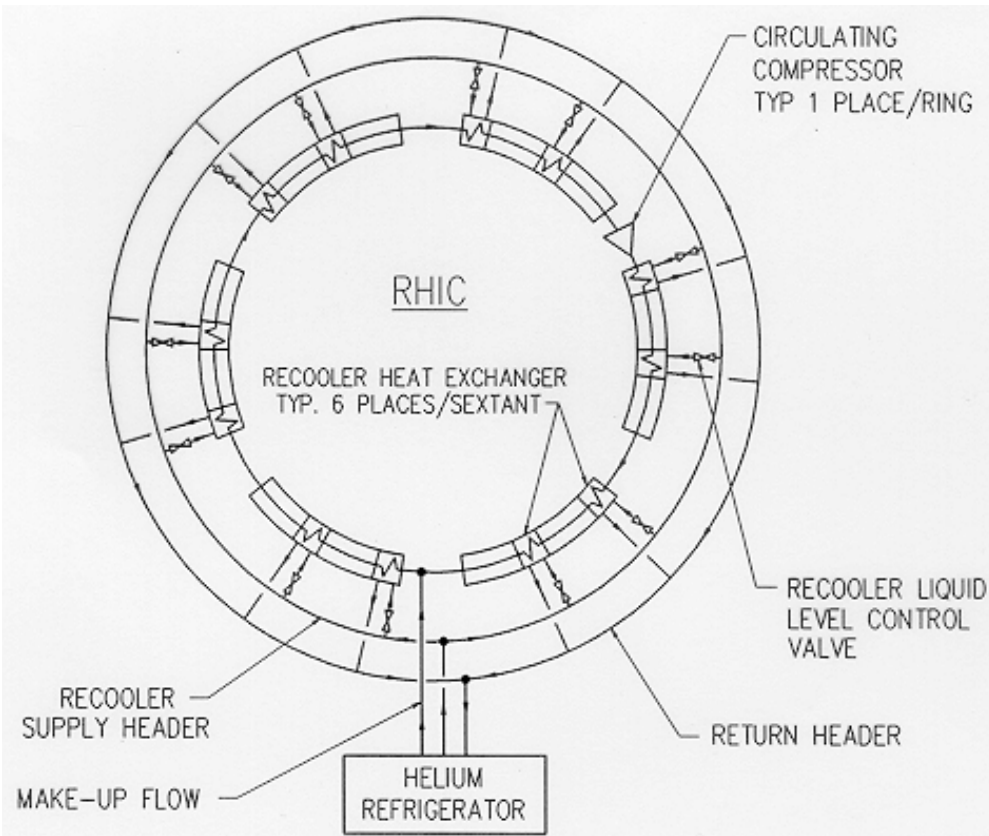 CIRCULATING
COMPRESSOR
TYP 1 PLACE/RING
RHIC
RECOOLER HEAT EXCHANGER
TYP. 6 PLACES/SEXTANT
RECOOLER LIQUID
LEVEL CONTROL
VALVE
RECOOLER
SUPPLY HEADER
RETURN HEADER
MAKE-UP FLOW
HELIUM
REFRIGERATOR